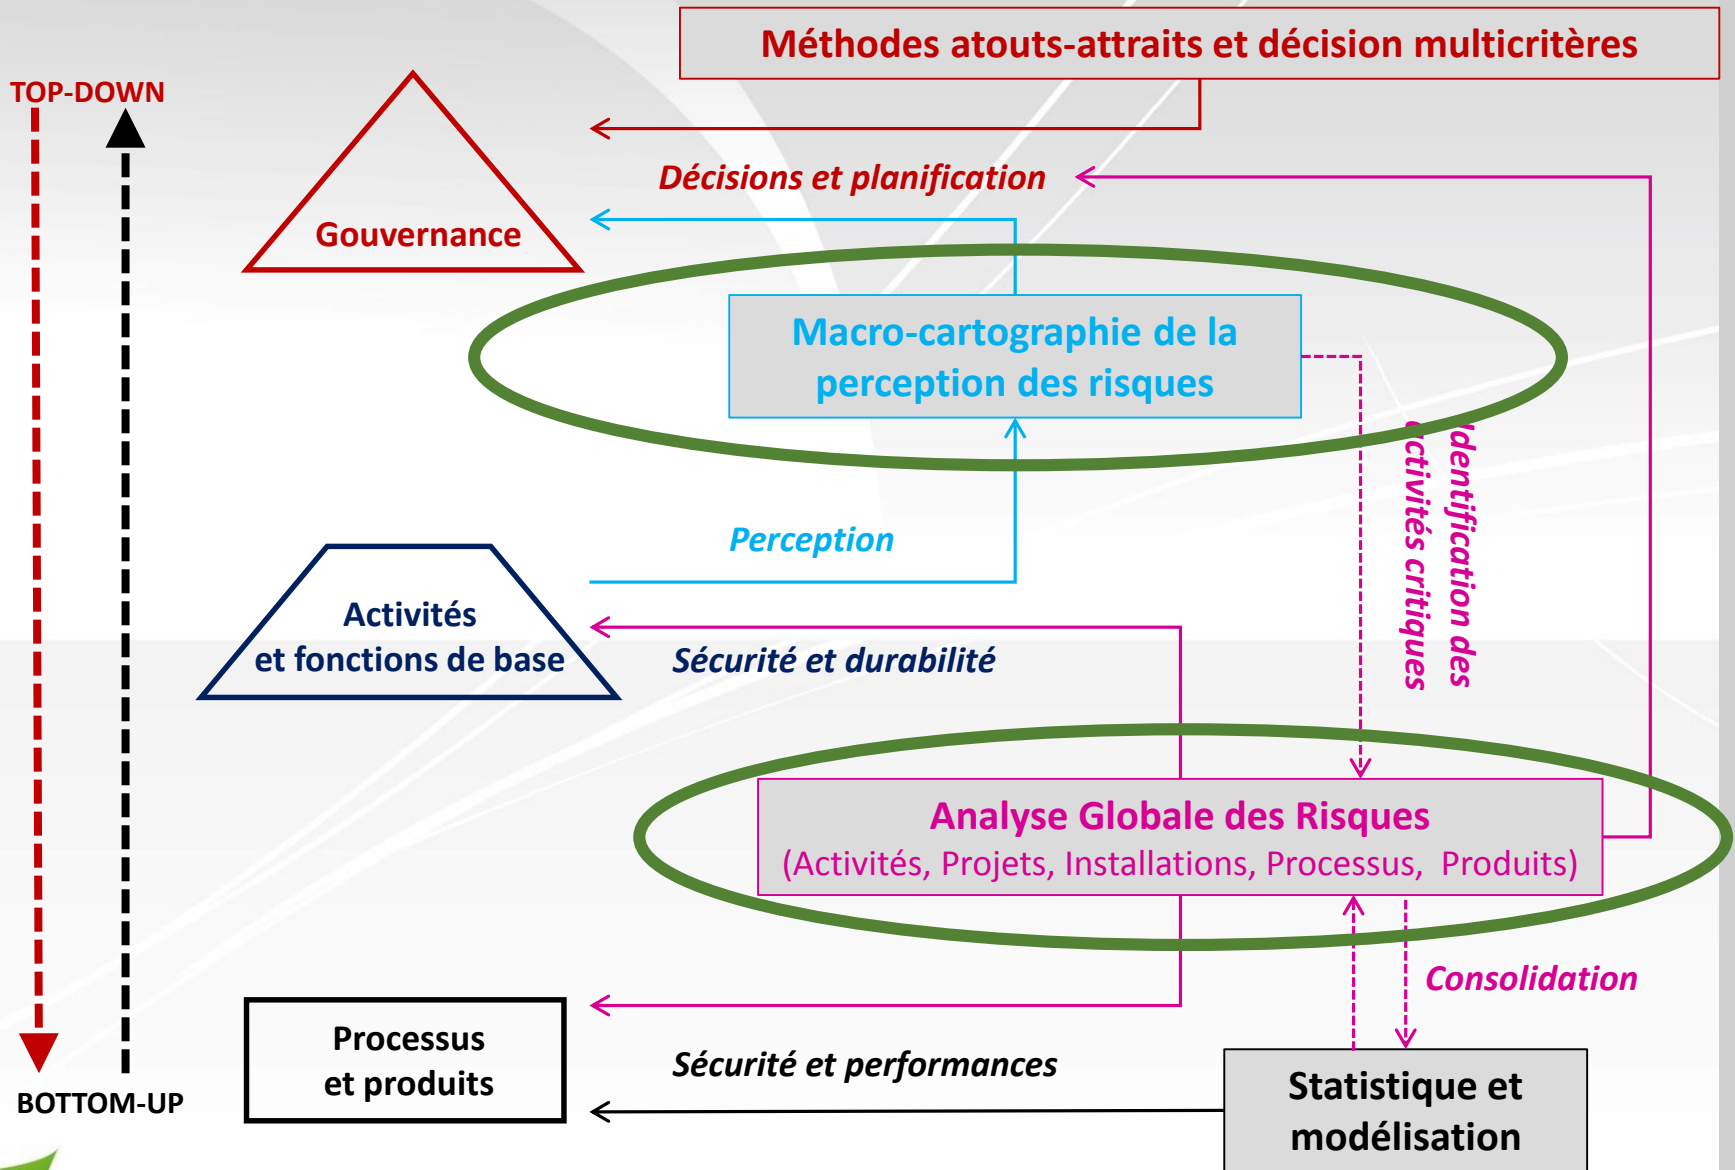 Méthodes atouts-attraits et décision multicritères
TOP-DOWN
Décisions et planification
Gouvernance
Macro-cartographie de la
perception des risques
Identification des
activités critiques
Perception
Activités
et fonctions de base
Sécurité et durabilité
Analyse Globale des Risques
(Activités, Projets, Installations, Processus, Produits)
Consolidation
Processus
et produits
Sécurité et performances
Statistique et
modélisation
BOTTOM-UP